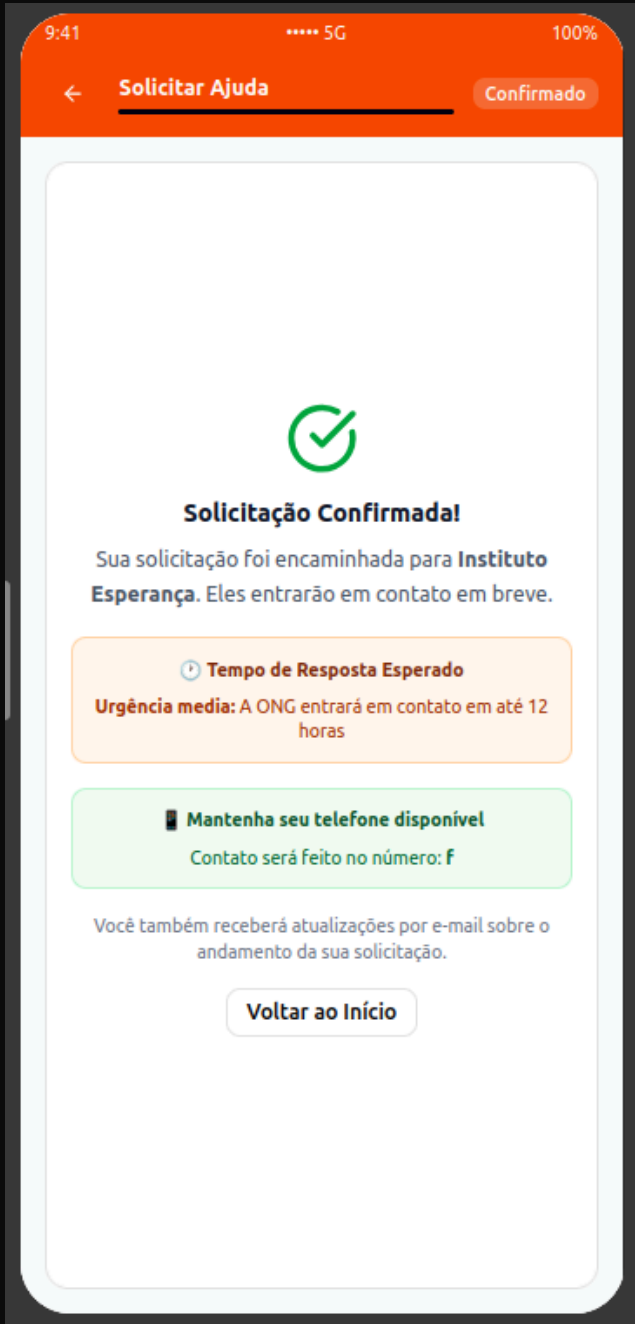 9:41
••••• 5G
100%
←
Solicitar Ajuda
Confirmado
Solicitação Confirmada!
Sua solicitação foi encaminhada para Instituto
Esperança. Eles entrarão em contato em breve.
🕐 Tempo de Resposta Esperado
Urgência media: A ONG entrará em contato em até 12
horas
📱 Mantenha seu telefone disponível
Contato será feito no número: f
Você também receberá atualizações por e-mail sobre o
andamento da sua solicitação.
Voltar ao Início